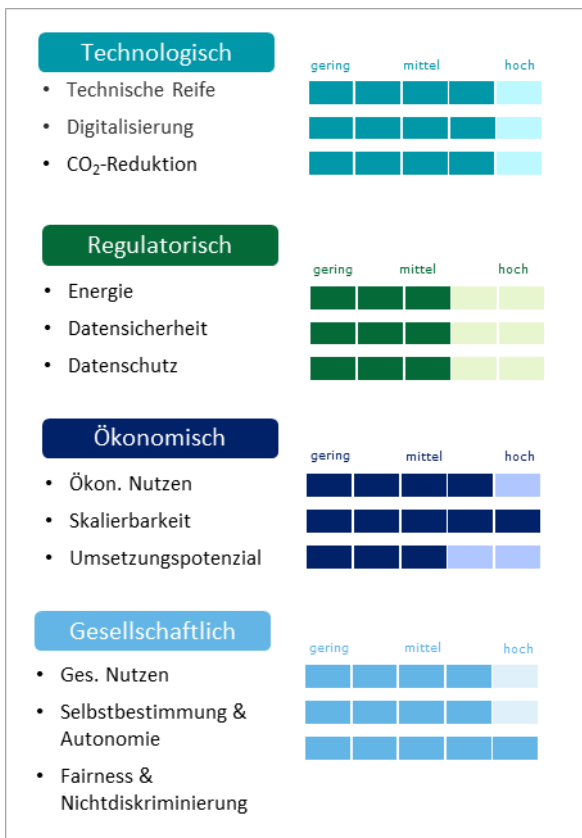 Technologisch
gering mittel hoch
• Technische Reife
• Digitalisierung
• CO₂-Reduktion
Regulatorisch
gering mittel hoch
• Energie
• Datensicherheit
• Datenschutz
Ökonomisch
gering mittel hoch
• Ökon. Nutzen
• Skalierbarkeit
• Umsetzungspotenzial
Gesellschaftlich
gering mittel hoch
• Ges. Nutzen
• Selbstbestimmung &
Autonomie
• Fairness &
Nichtdiskriminierung